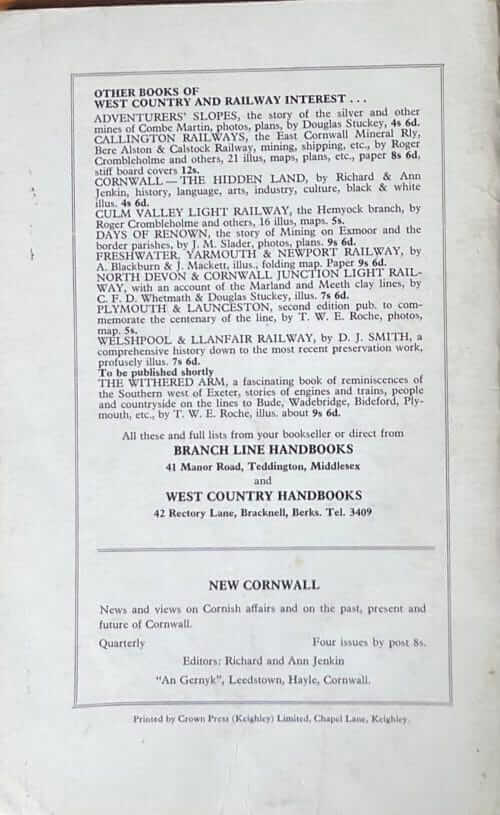 OTHER BOOKS OF
WEST COUNTRY AND RAILWAY INTEREST . . .
ADVENTURERS' SLOPES, the story of the silver and other
mines of Combe Martin, photos, plans, by Douglas Stuckey, 4s 6d.
CALLINGTON RAILWAYS, the East Cornwall Mineral Rly,
Bere Alston & Calstock Railway, mining, shipping, etc., by Roger
Crombleholme and others, 21 illus, maps, plans, etc., paper 8s 6d,
stiff board covers 12s.
CORNWALL — THE HIDDEN LAND, by Richard & Ann
Jenkin, history, language, arts, industry, culture, black & white
illus. 4s 6d.
CULM VALLEY LIGHT RAILWAY, the Hemyock branch, by
Roger Crombleholme and others, 16 illus, maps. 5s.
DAYS OF RENOWN, the story of Mining on Exmoor and the
border parishes, by J. M. Slader, photos, plans. 9s 6d.
FRESHWATER, YARMOUTH & NEWPORT RAILWAY, by
A. Blackburn & J. Mackett, illus., folding map. Paper 9s 6d.
NORTH DEVON & CORNWALL JUNCTION LIGHT RAIL-
WAY, with an account of the Marland and Meeth clay lines, by
C. F. D. Whetmath & Douglas Stuckey, illus. 7s 6d.
PLYMOUTH & LAUNCESTON, second edition pub. to com-
memorate the centenary of the line, by T. W. E. Roche, photos,
map. 5s.
WELSHPOOL & LLANFAIR RAILWAY, by D. J. SMITH, a
comprehensive history down to the most recent preservation work,
profusely illus. 7s 6d.
To be published shortly
THE WITHERED ARM, a fascinating book of reminiscences of
the Southern west of Exeter, stories of engines and trains, people
and countryside on the lines to Bude, Wadebridge, Bideford, Ply-
mouth, etc., by T. W. E. Roche, illus. about 9s 6d.
All these and full lists from your bookseller or direct from
BRANCH LINE HANDBOOKS
41 Manor Road, Teddington, Middlesex
and
WEST COUNTRY HANDBOOKS
42 Rectory Lane, Bracknell, Berks. Tel. 3409
NEW CORNWALL
News and views on Cornish affairs and on the past, present and
future of Cornwall.
Quarterly Four issues by post 8s.
Editors: Richard and Ann Jenkin
"An Gernyk", Leedstown, Hayle, Cornwall.
Printed by Crown Press (Keighley) Limited, Chapel Lane, Keighley.